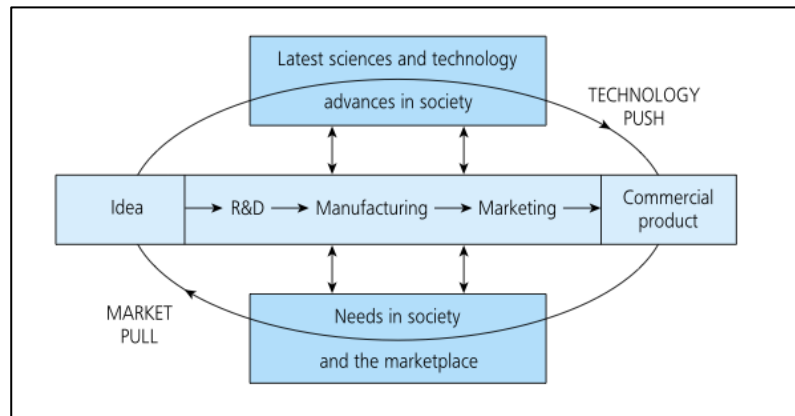 Latest sciences and technology
advances in society
TECHNOLOGY
PUSH
Idea
R&D
Manufacturing
Marketing
Commercial
product
MARKET
PULL
Needs in society
and the marketplace